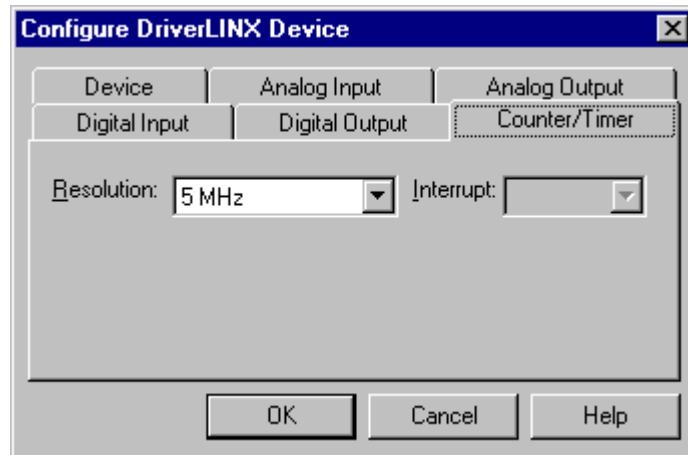 Configure DriverLINX Device
Device Analog Input Analog Output
Digital Input Digital Output Counter/Timer
Resolution: 5 MHz Interrupt:
OK Cancel Help